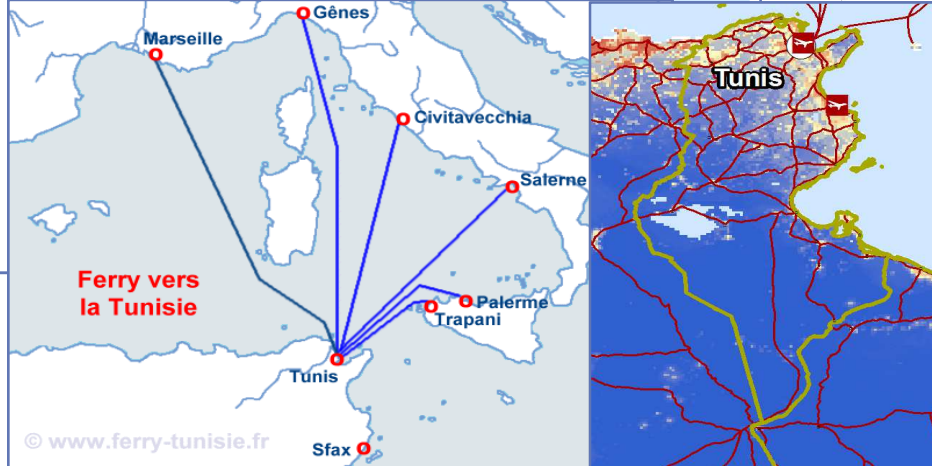 Gênes
Marseille
Civitavecchia
Salerne
Ferry vers
la Tunisie
Palerme
Trapani
Tunis
© www.ferry-tunisie.fr
Sfax
Tunis